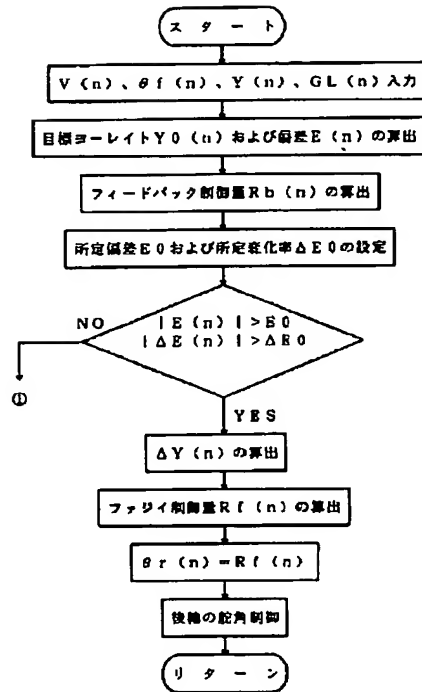 スタート
V(n)、θf(n)、Y(n)、GL(n)入力
目標ヨーレイトY0(n)および偏差E(n)の算出
フィードバック制御量Rb(n)の算出
所定偏差E0および所定変化率ΔE0の設定
NO
|E(n)|>E0
|ΔE(n)|>ΔE0
①
YES
ΔY(n)の算出
ファジイ制御量Rf(n)の算出
θr(n)=Rf(n)
後輪の舵角制御
リターン